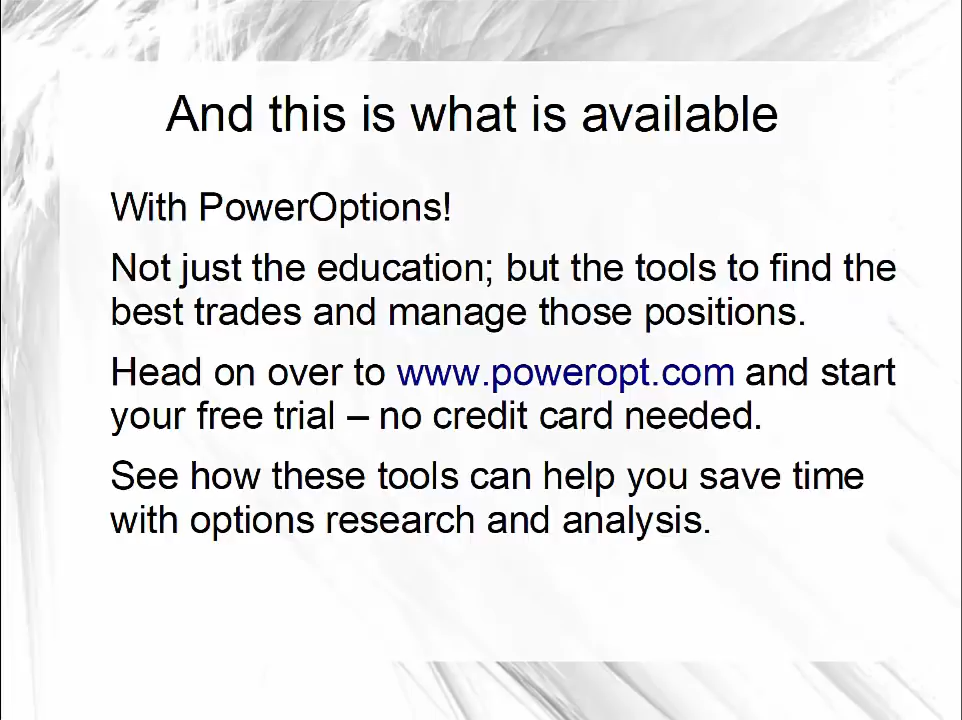 And this is what is available
With PowerOptions!
Not just the education; but the tools to find the
best trades and manage those positions.
Head on over to www.poweropt.com and start
your free trial – no credit card needed.
See how these tools can help you save time
with options research and analysis.